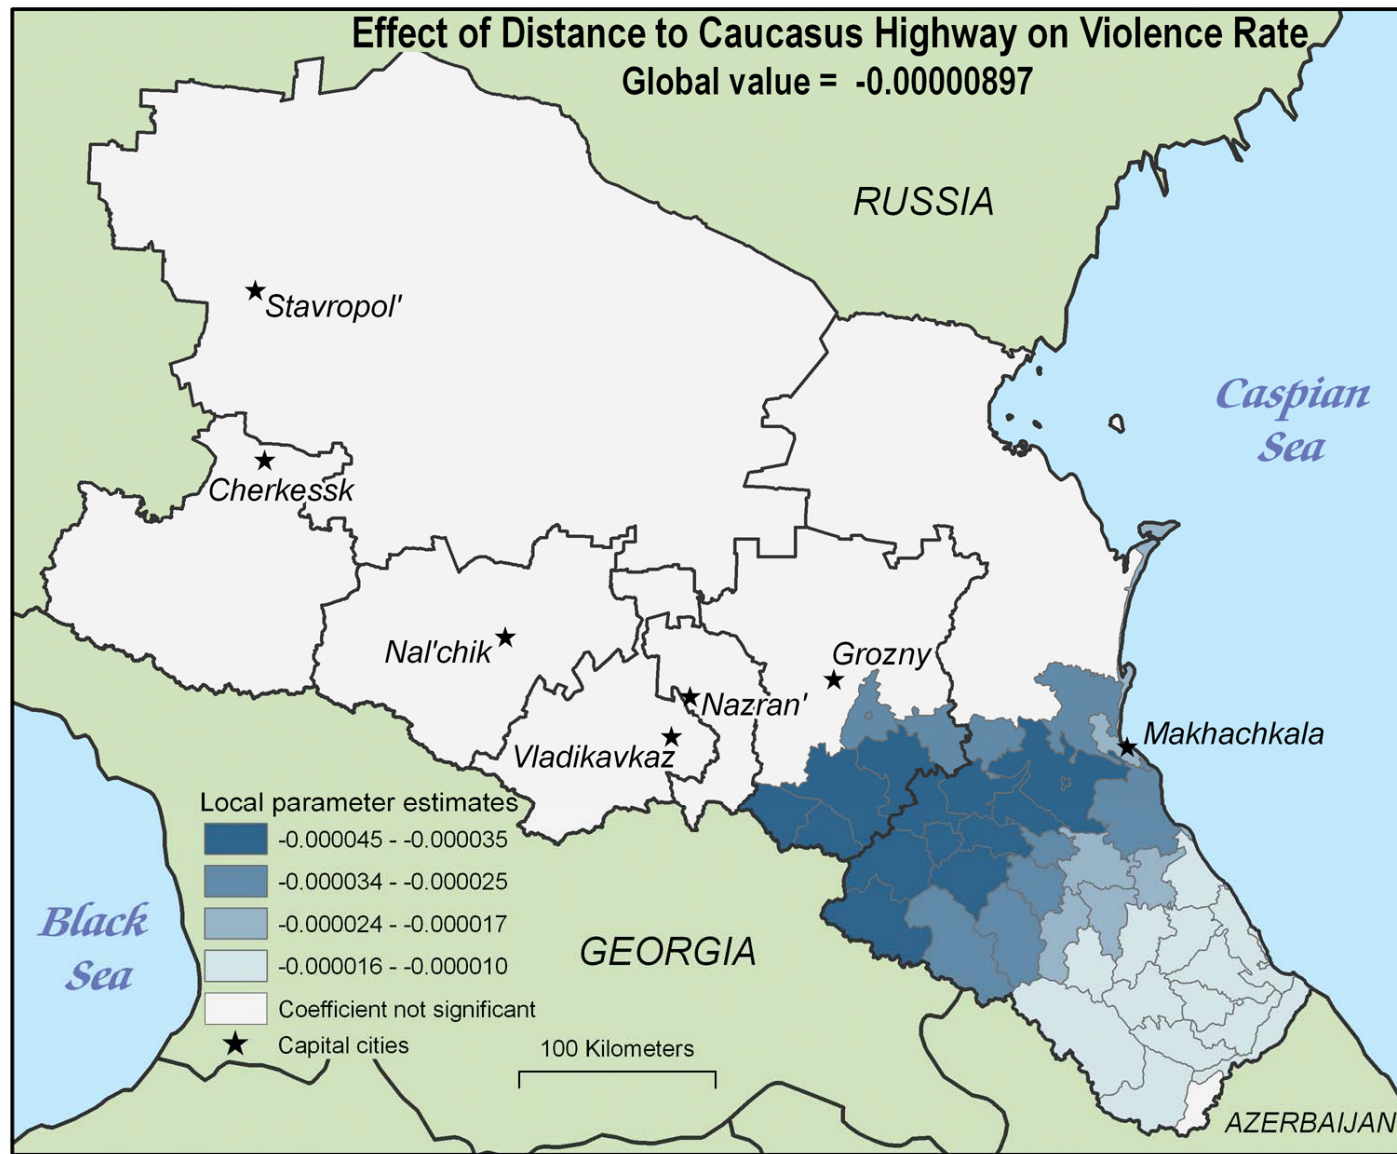 Effect of Distance to Caucasus Highway on Violence Rate
Global value = -0.00000897
RUSSIA
Stavropol'
Caspian
Sea
Cherkessk
Nal'chik
Grozny
Nazran'
Vladikavkaz
Makhachkala
Local parameter estimates
-0.000045 - -0.000035
-0.000034 - -0.000025
-0.000024 - -0.000017
-0.000016 - -0.000010
Coefficient not significant
Capital cities
Black
Sea
GEORGIA
100 Kilometers
AZERBAIJAN